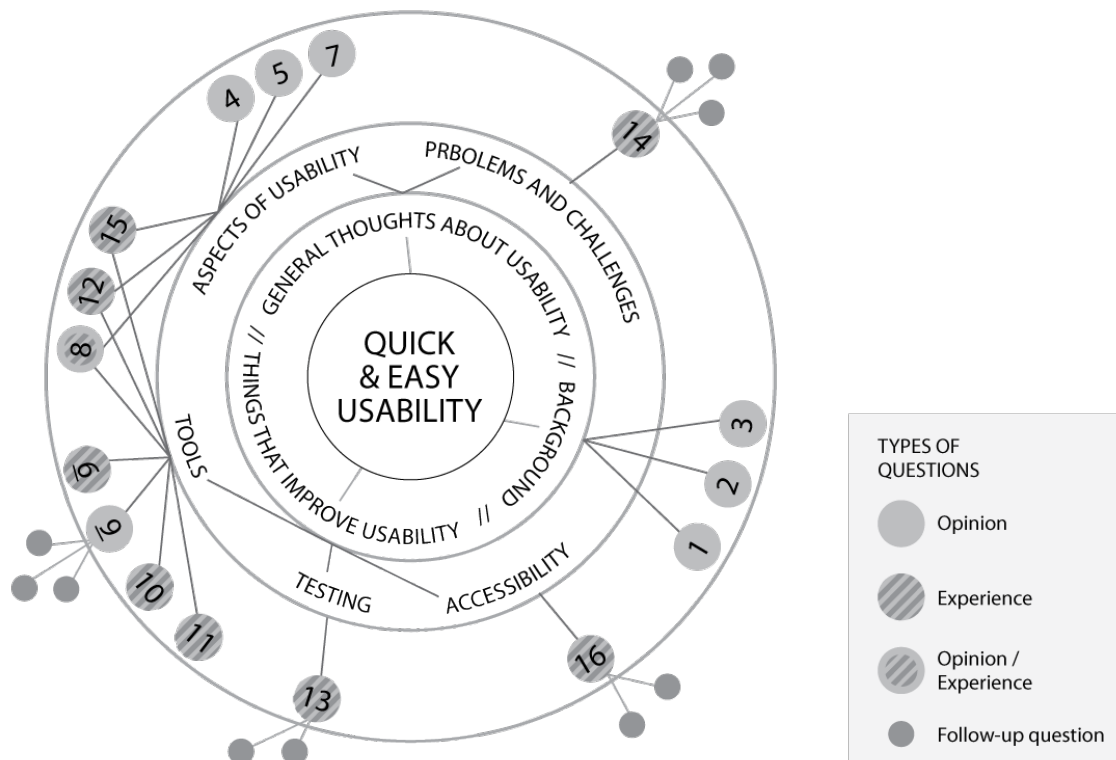 QUICK
& EASY
USABILITY
GENERAL THOUGHTS ABOUT USABILITY //
BACKGROUND //
THINGS THAT IMPROVE USABILITY //
ASPECTS OF USABILITY
PRBOLEMS AND CHALLENGES
TOOLS
TESTING
ACCESSIBILITY
4
5
7
14
15
12
8
6
9
10
11
13
16
1
2
3
TYPES OF
QUESTIONS
Opinion
Experience
Opinion /
Experience
Follow-up question